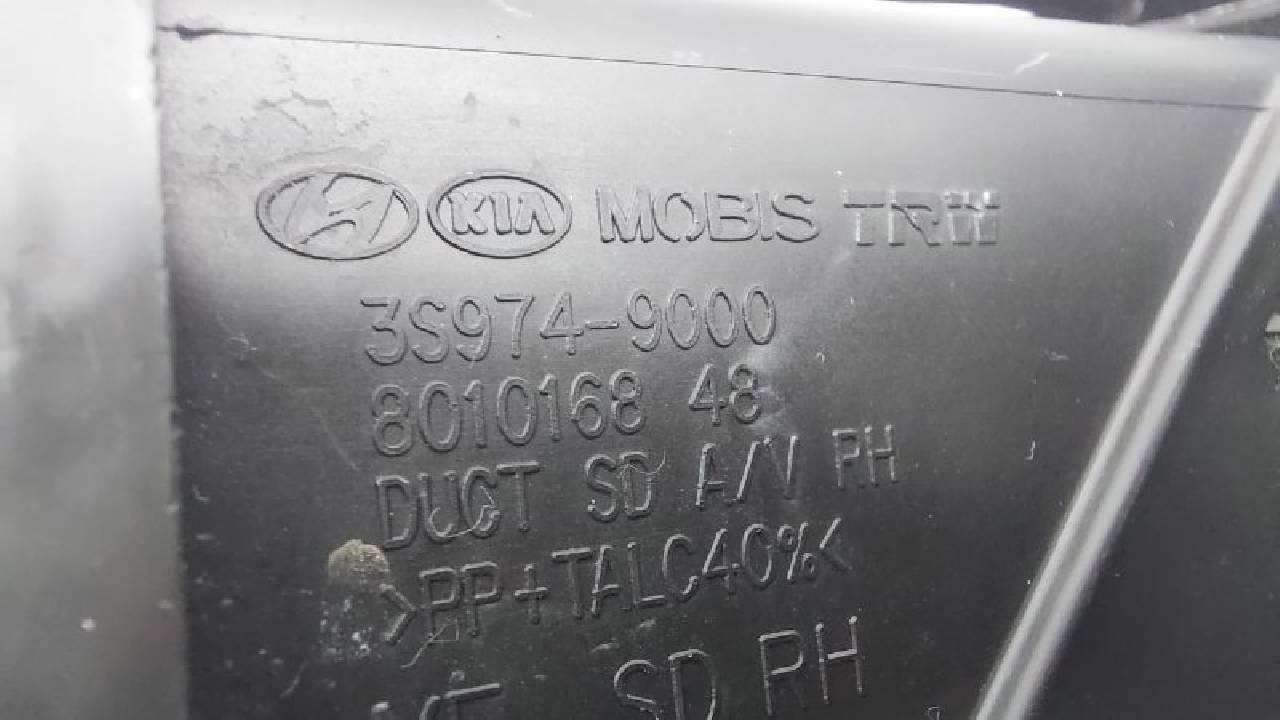 KIA MOBIS TRW
3S974-9000
8010168 48
DUCT SD A/V RH
>PP+TALC40%<
SD RH